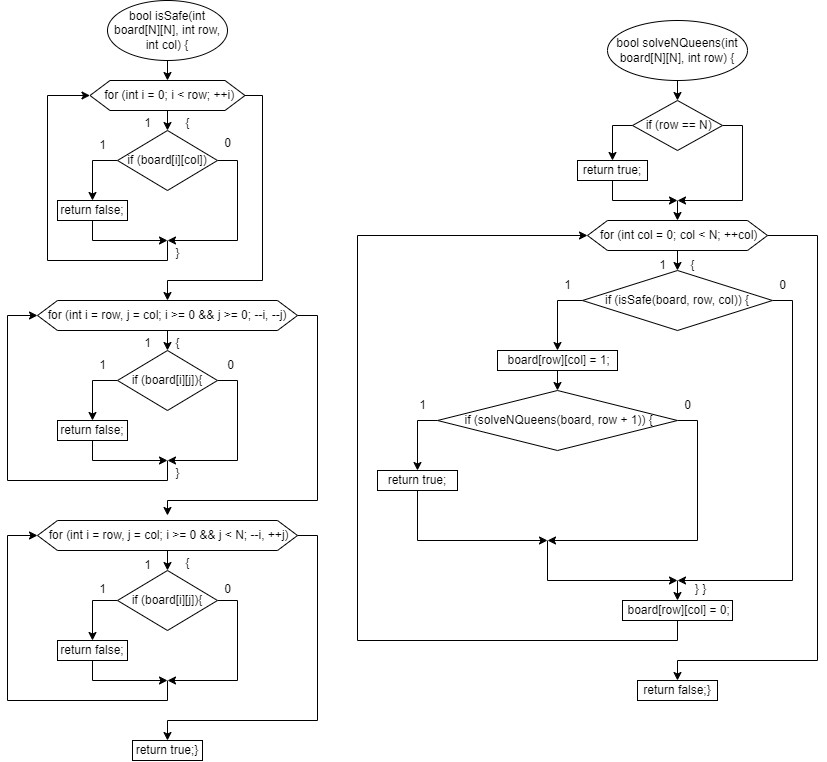 bool isSafe(int
board[N][N], int row,
int col) {
for (int i = 0; i < row; ++i)
1
{
if (board[i][col])
1
0
return false;
}
for (int i = row, j = col; i >= 0 && j >= 0; --i, --j)
1
{
if (board[i][j]){
1
0
return false;
}
for (int i = row, j = col; i >= 0 && j < N; --i, ++j)
1
{
if (board[i][j]){
1
0
return false;
return true;}
bool solveNQueens(int
board[N][N], int row) {
if (row == N)
return true;
for (int col = 0; col < N; ++col)
1
{
if (isSafe(board, row, col)) {
1
0
board[row][col] = 1;
if (solveNQueens(board, row + 1)) {
1
0
return true;
} }
board[row][col] = 0;
return false;}